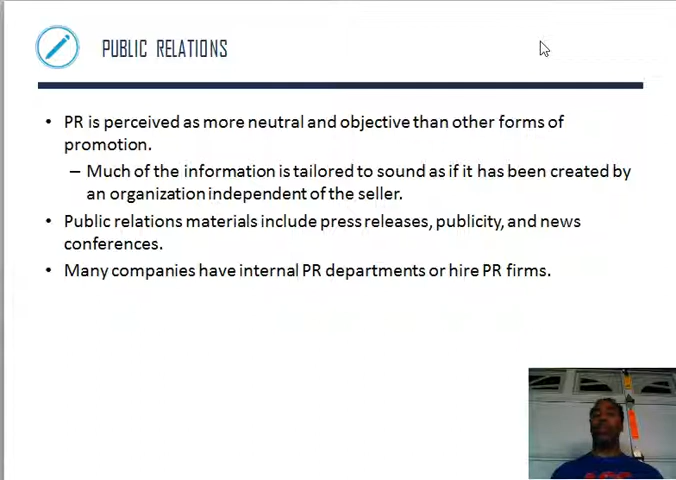 PUBLIC RELATIONS
• PR is perceived as more neutral and objective than other forms of
promotion.
– Much of the information is tailored to sound as if it has been created by
an organization independent of the seller.
• Public relations materials include press releases, publicity, and news
conferences.
• Many companies have internal PR departments or hire PR firms.